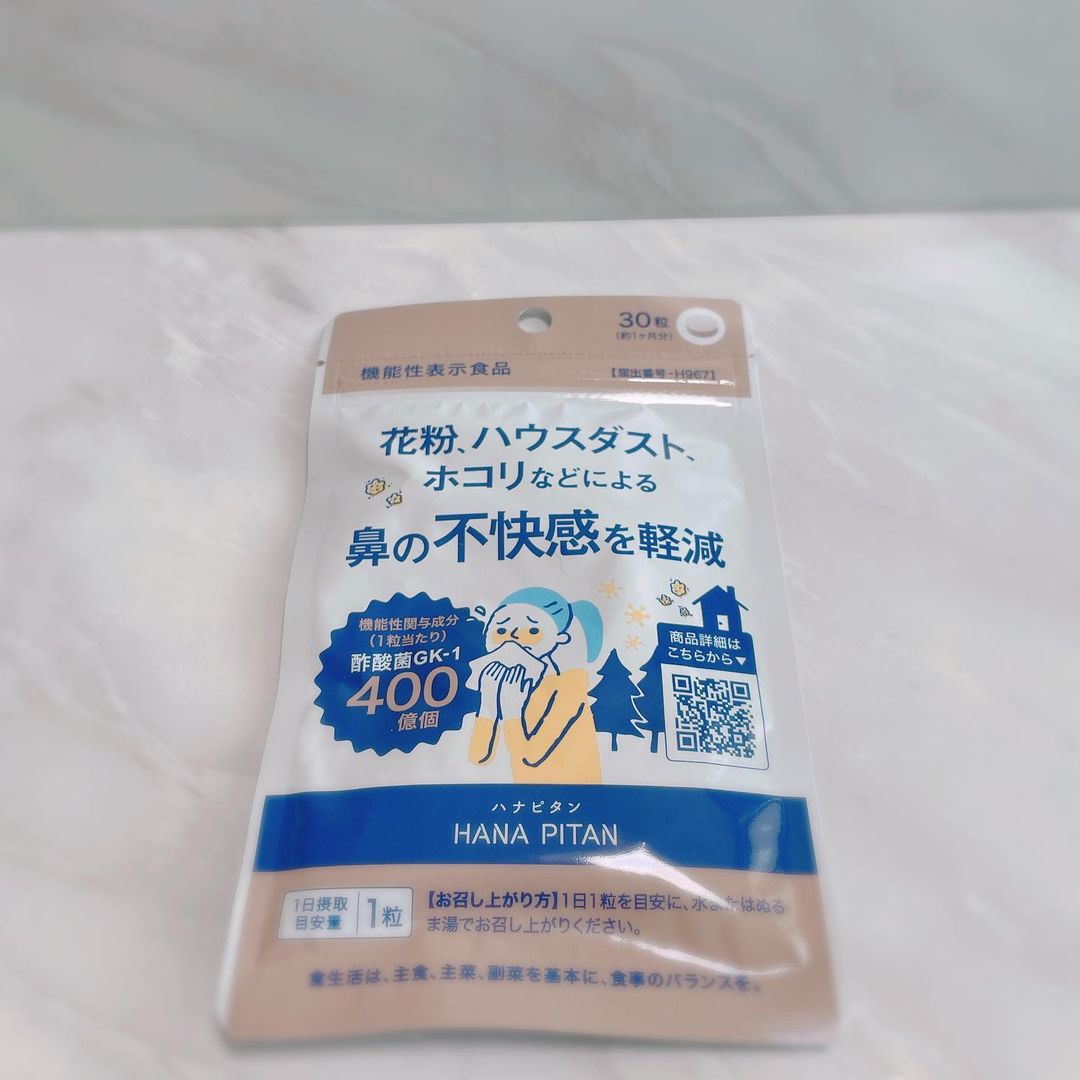 30粒
(約1ヶ月分)
機能性表示食品
【届出番号-H967】
花粉、ハウスダスト、
ホコリなどによる
鼻の不快感を軽減
機能性関与成分
(1粒当たり)
酢酸菌GK-1
400
億個
商品詳細は
こちらから▼
ハナピタン
HANA PITAN
1日摂取
目安量
1粒
【お召し上がり方】1日1粒を目安に、水またはぬる
ま湯でお召し上がりください。
食生活は、主食、主菜、副菜を基本に、食事のバランスを。